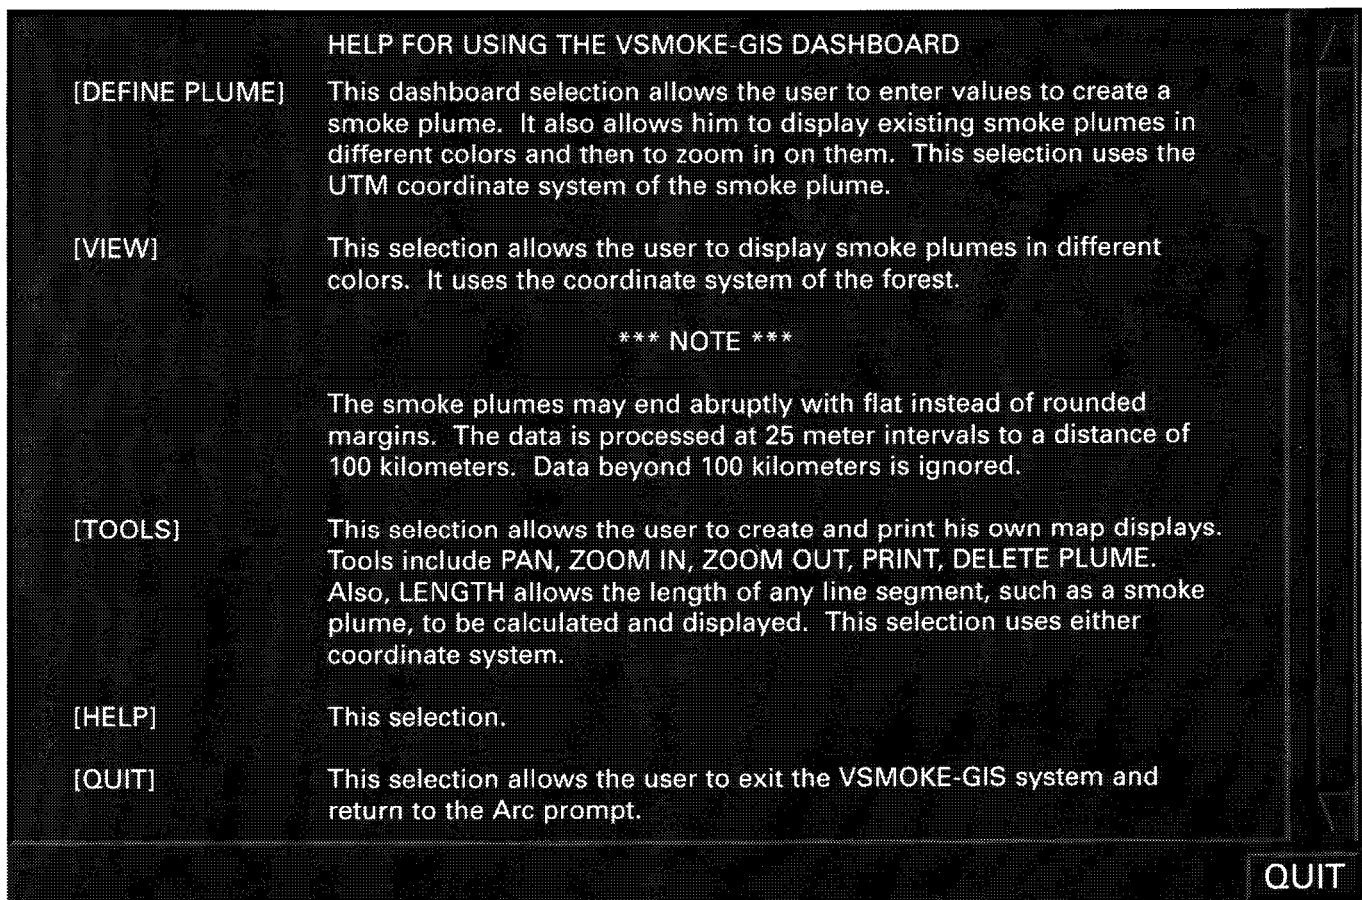 HELP FOR USING THE VSMOKE-GIS DASHBOARD
[DEFINE PLUME] This dashboard selection allows the user to enter values to create a
smoke plume. It also allows him to display existing smoke plumes in
different colors and then to zoom in on them. This selection uses the
UTM coordinate system of the smoke plume.
[VIEW] This selection allows the user to display smoke plumes in different
colors. It uses the coordinate system of the forest.
*** NOTE ***
The smoke plumes may end abruptly with flat instead of rounded
margins. The data is processed at 25 meter intervals to a distance of
100 kilometers. Data beyond 100 kilometers is ignored.
[TOOLS] This selection allows the user to create and print his own map displays.
Tools include PAN, ZOOM IN, ZOOM OUT, PRINT, DELETE PLUME.
Also, LENGTH allows the length of any line segment, such as a smoke
plume, to be calculated and displayed. This selection uses either
coordinate system.
[HELP] This selection.
[QUIT] This selection allows the user to exit the VSMOKE-GIS system and
return to the Arc prompt.
QUIT